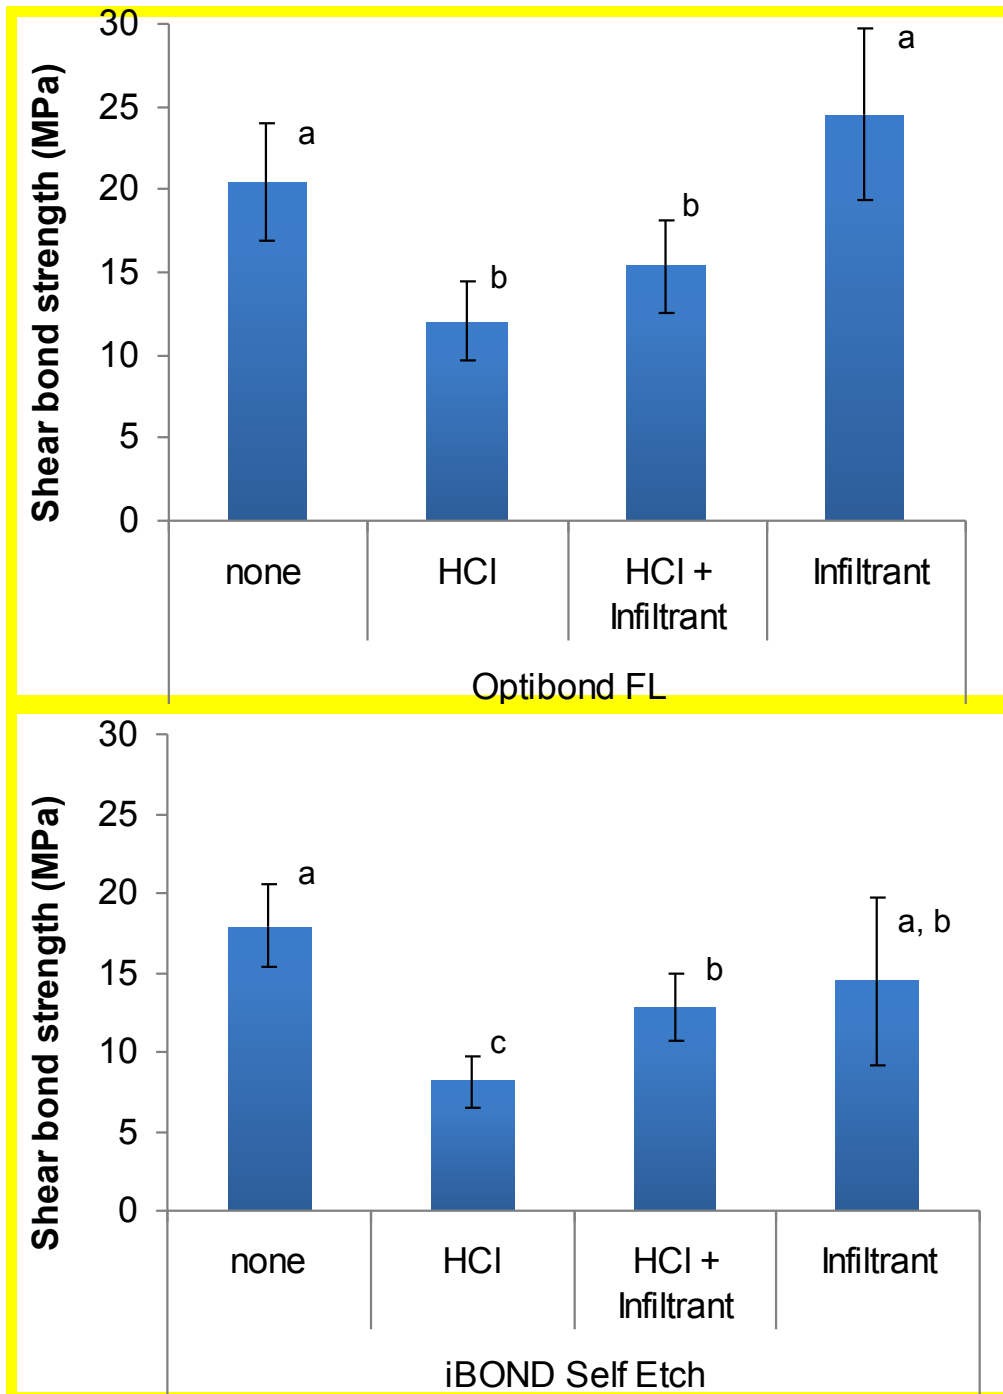 Shear bond strength (MPa)
30
25
20
15
10
5
0
a
b
b
a
none
HCl
HCl +
Infiltrant
Infiltrant
Optibond FL
Shear bond strength (MPa)
30
25
20
15
10
5
0
a
c
b
a, b
none
HCl
HCl +
Infiltrant
Infiltrant
iBOND Self Etch